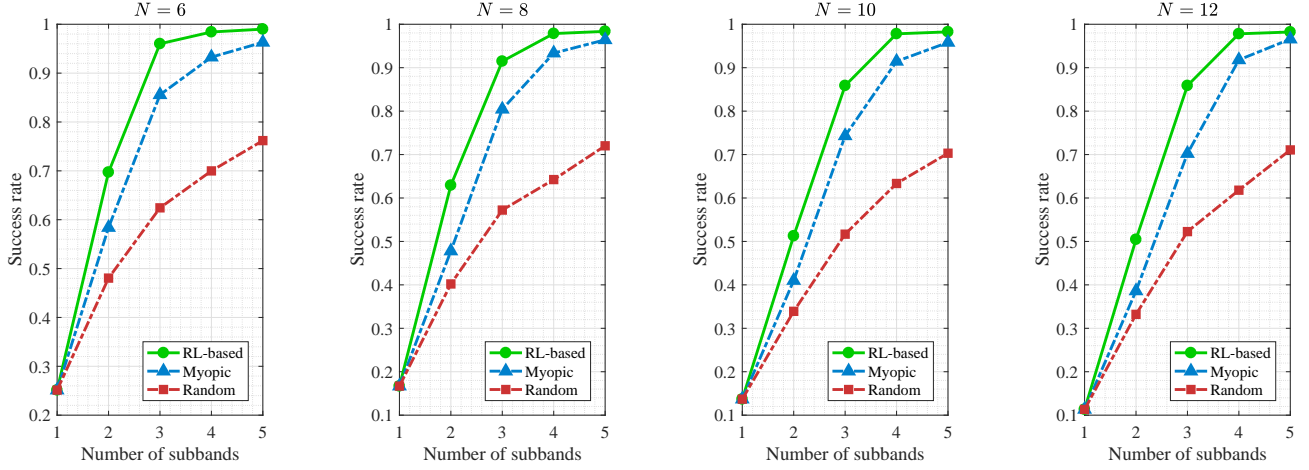 N = 6
1
0.9
0.8
0.7
0.6
0.5
0.4
0.3
0.2
Success rate
RL-based
Myopic
Random
1 2 3 4 5
Number of subbands
N = 8
1
0.9
0.8
0.7
0.6
0.5
0.4
0.3
0.2
0.1
Success rate
RL-based
Myopic
Random
1 2 3 4 5
Number of subbands
N = 10
1
0.9
0.8
0.7
0.6
0.5
0.4
0.3
0.2
0.1
Success rate
RL-based
Myopic
Random
1 2 3 4 5
Number of subbands
N = 12
1
0.9
0.8
0.7
0.6
0.5
0.4
0.3
0.2
0.1
Success rate
RL-based
Myopic
Random
1 2 3 4 5
Number of subbands